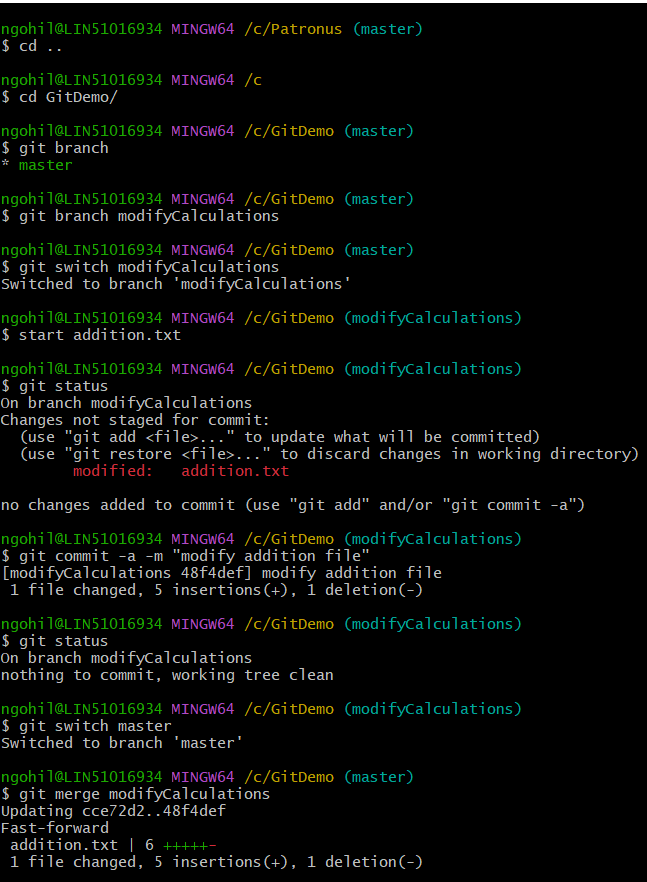 ngohil@LIN51016934 MINGW64 /c/Patronus (master)
$ cd ..

ngohil@LIN51016934 MINGW64 /c
$ cd GitDemo/

ngohil@LIN51016934 MINGW64 /c/GitDemo (master)
$ git branch
* master

ngohil@LIN51016934 MINGW64 /c/GitDemo (master)
$ git branch modifyCalculations

ngohil@LIN51016934 MINGW64 /c/GitDemo (master)
$ git switch modifyCalculations
Switched to branch 'modifyCalculations'

ngohil@LIN51016934 MINGW64 /c/GitDemo (modifyCalculations)
$ start addition.txt

ngohil@LIN51016934 MINGW64 /c/GitDemo (modifyCalculations)
$ git status
On branch modifyCalculations
Changes not staged for commit:
  (use "git add <file>..." to update what will be committed)
  (use "git restore <file>..." to discard changes in working directory)
        modified:   addition.txt

no changes added to commit (use "git add" and/or "git commit -a")

ngohil@LIN51016934 MINGW64 /c/GitDemo (modifyCalculations)
$ git commit -a -m "modify addition file"
[modifyCalculations 48f4def] modify addition file
 1 file changed, 5 insertions(+), 1 deletion(-)

ngohil@LIN51016934 MINGW64 /c/GitDemo (modifyCalculations)
$ git status
On branch modifyCalculations
nothing to commit, working tree clean

ngohil@LIN51016934 MINGW64 /c/GitDemo (modifyCalculations)
$ git switch master
Switched to branch 'master'

ngohil@LIN51016934 MINGW64 /c/GitDemo (master)
$ git merge modifyCalculations
Updating cce72d2..48f4def
Fast-forward
 addition.txt | 6 +++++-
 1 file changed, 5 insertions(+), 1 deletion(-)